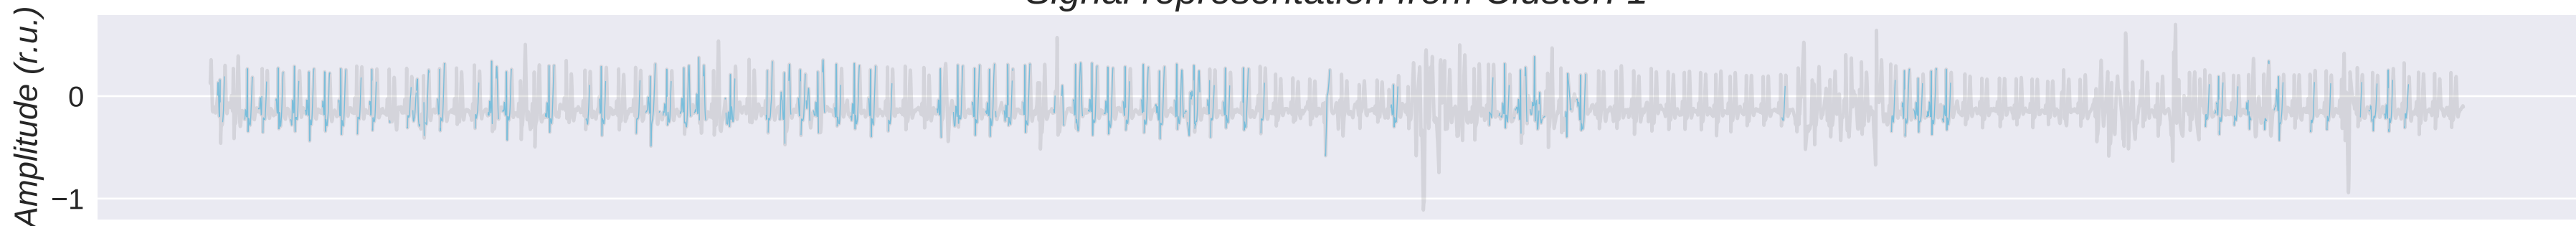 Signal representation from Cluster: 1
Amplitude (r.u.)
0
−1